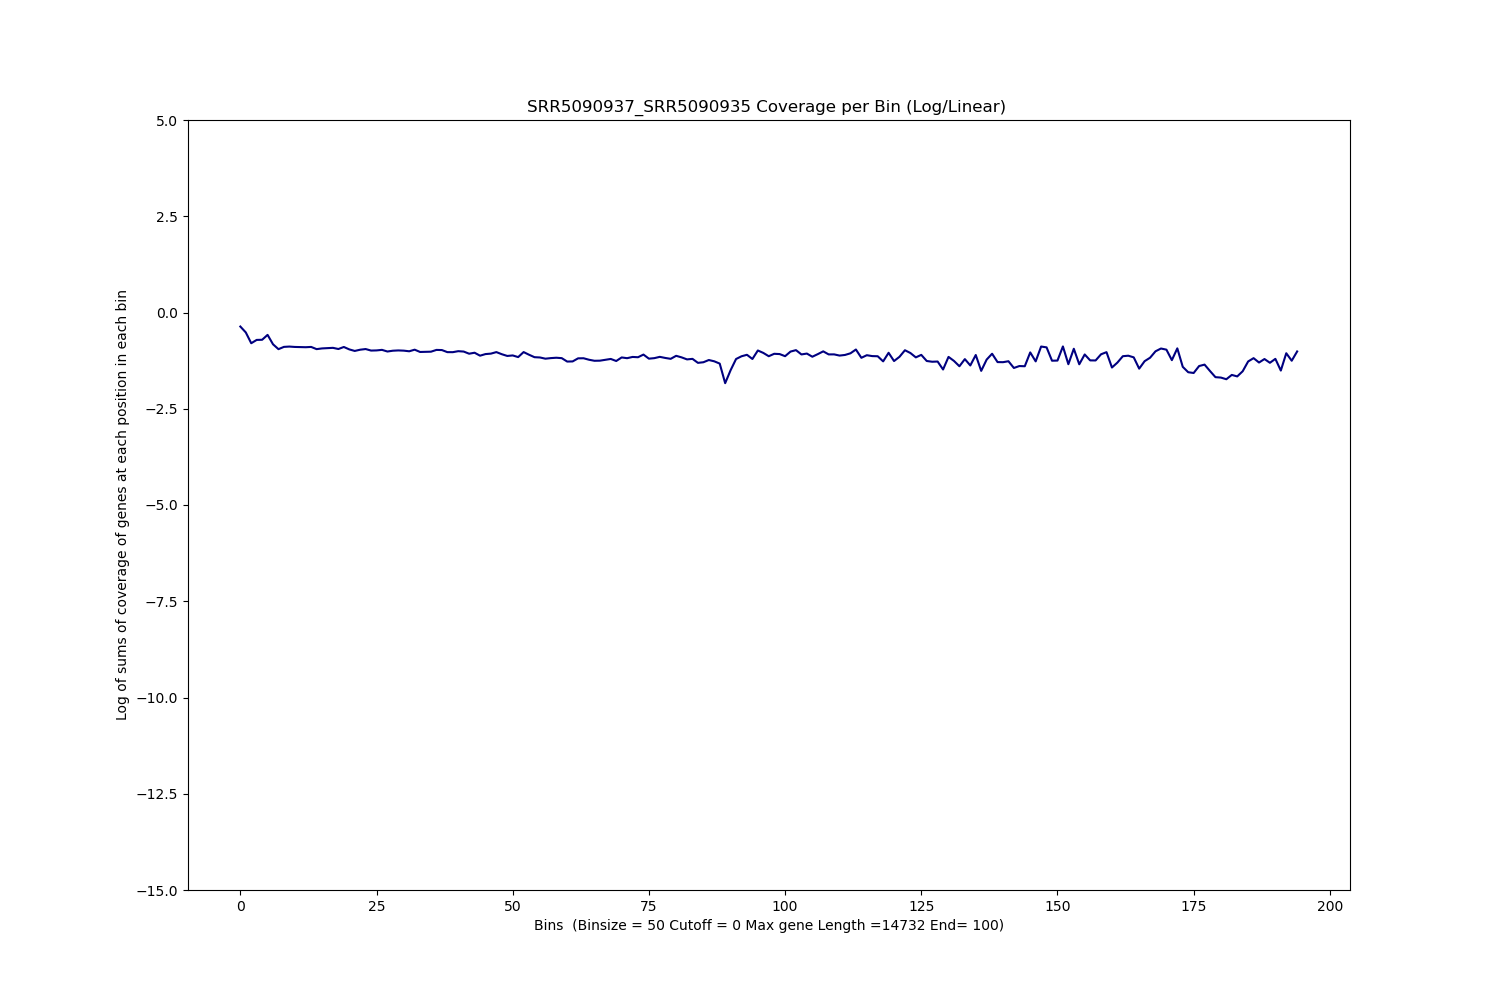 SRR5090937_SRR5090935 Coverage per Bin (Log/Linear)
Log of sums of coverage of genes at each position in each bin
5.0
2.5
0.0
−2.5
−5.0
−7.5
−10.0
−12.5
−15.0
0 25 50 75 100 125 150 175 200
Bins  (Binsize = 50 Cutoff = 0 Max gene Length =14732 End= 100)